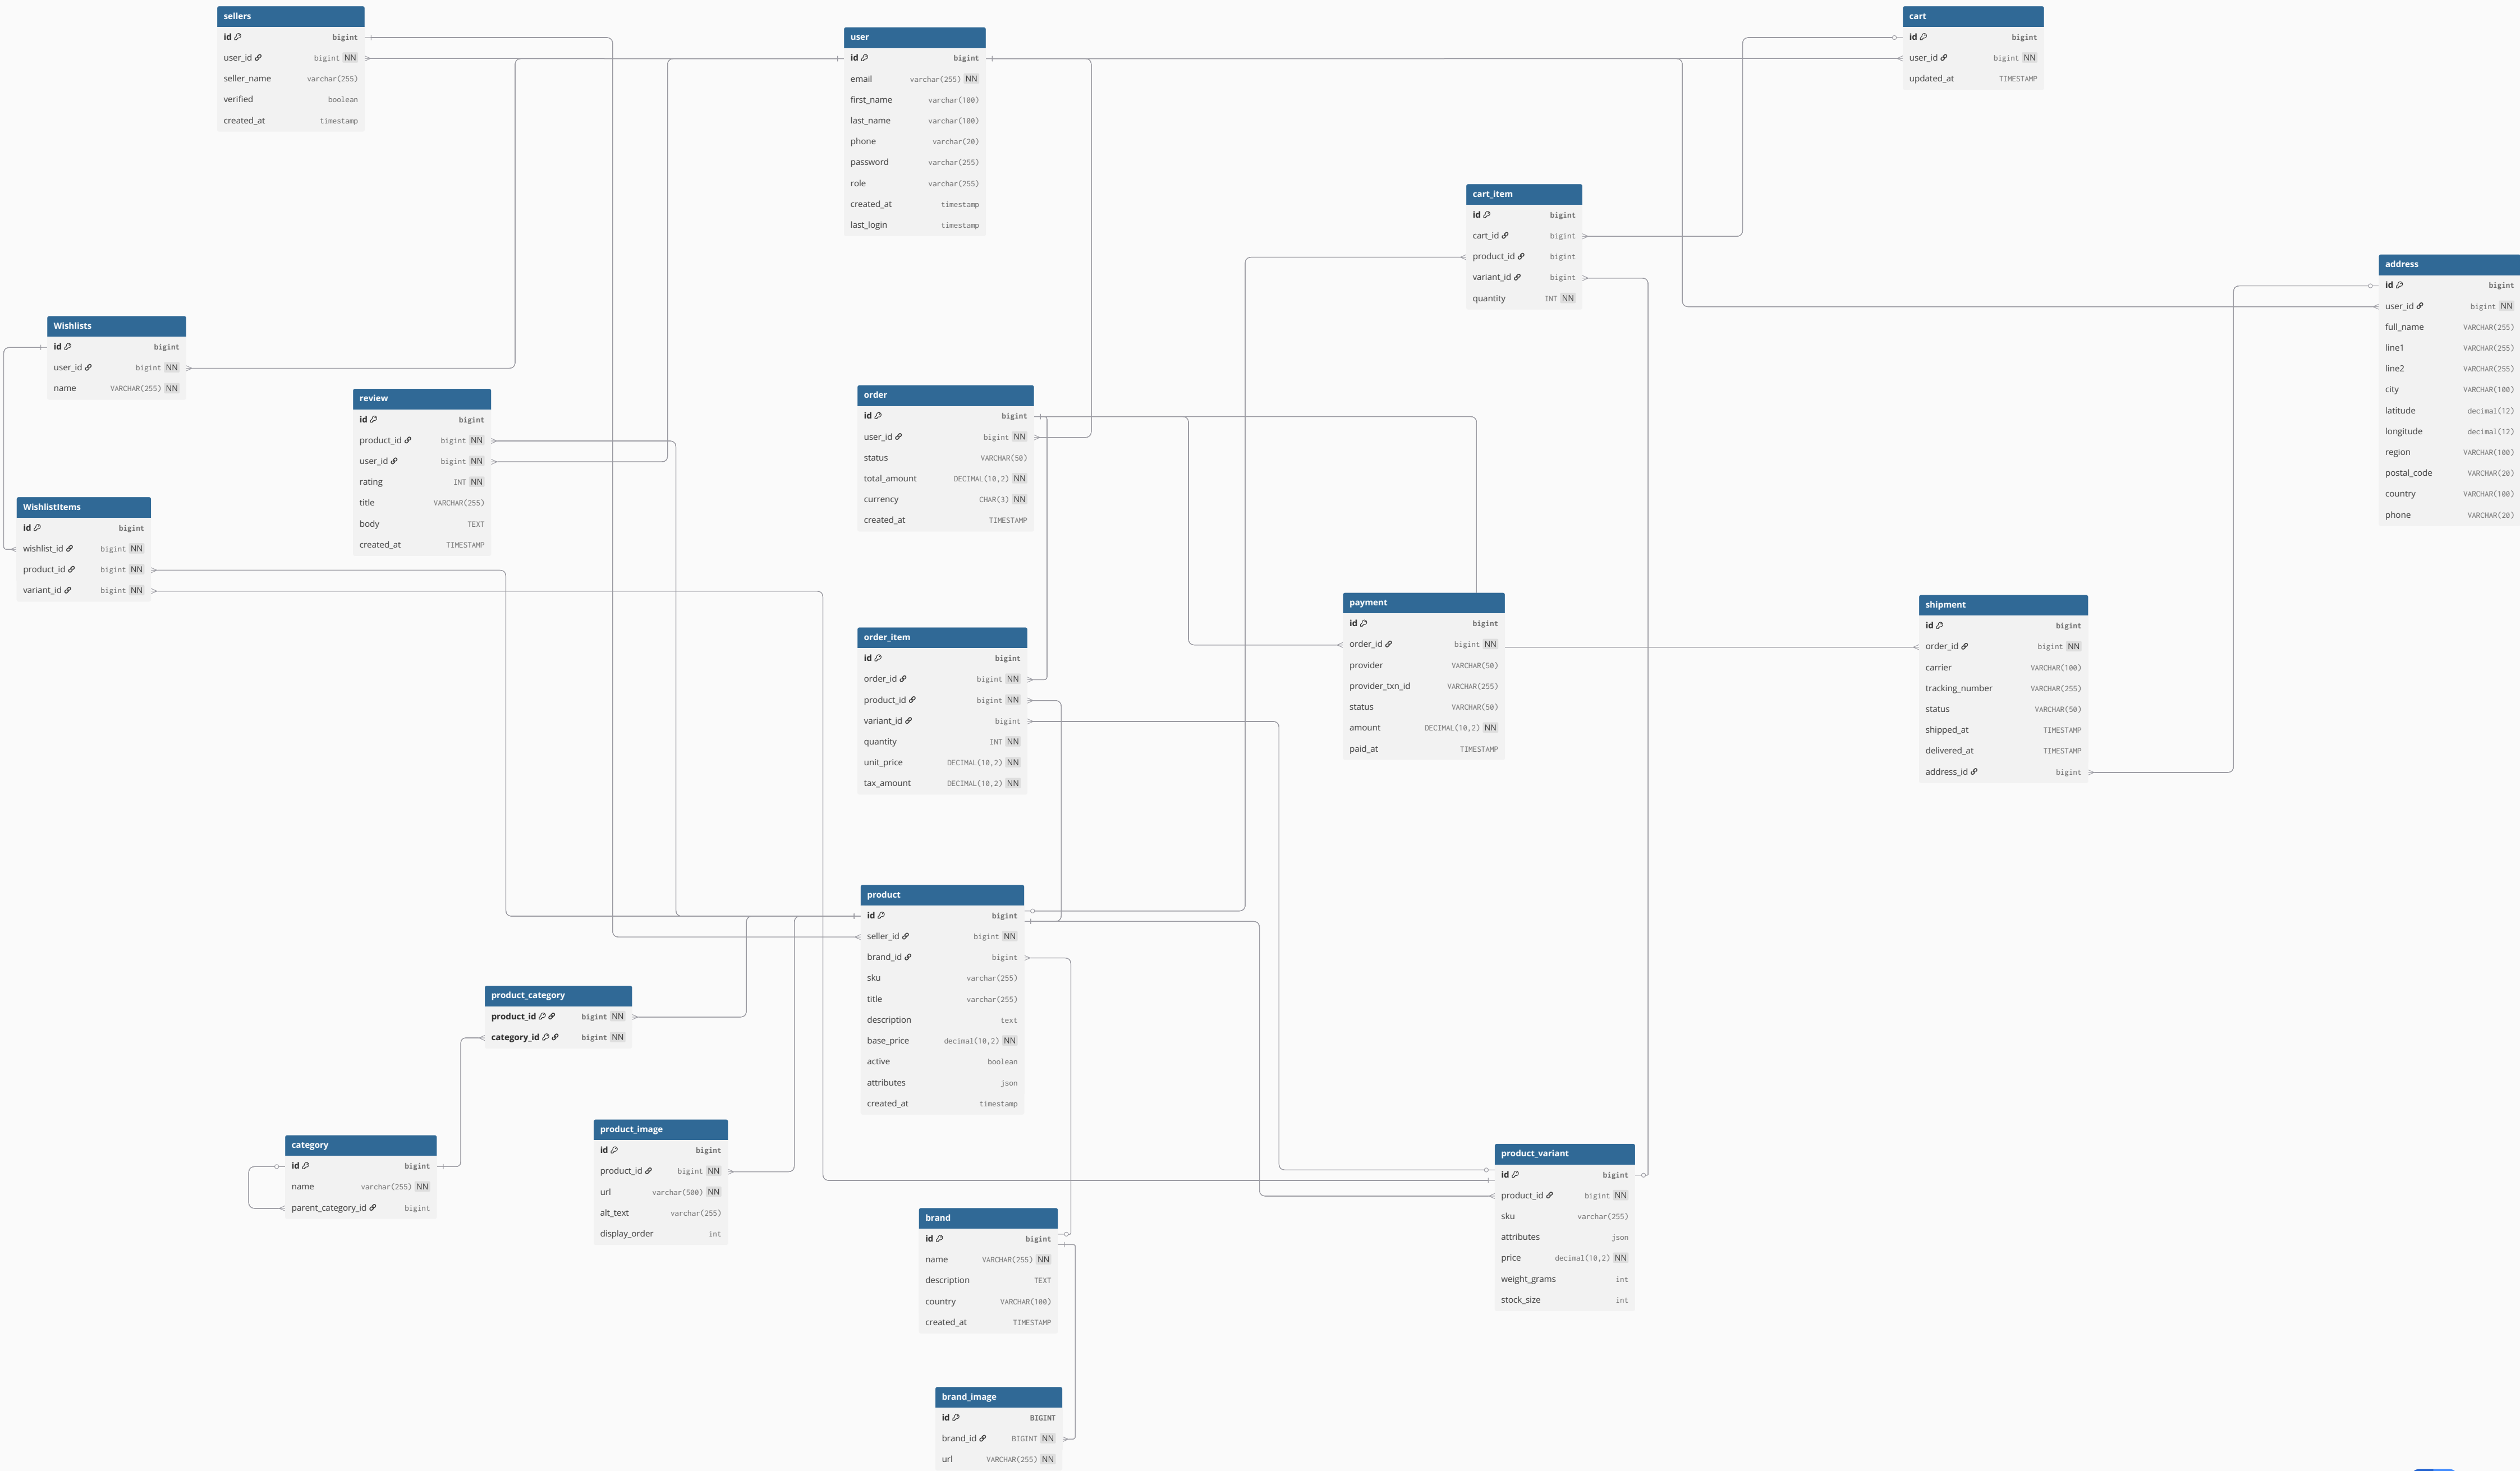 sellers
id bigint
user_id bigint NN
seller_name varchar(255)
verified boolean
created_at timestamp
user
id bigint
email varchar(255) NN
first_name varchar(100)
last_name varchar(100)
phone varchar(20)
password varchar(255)
role varchar(255)
created_at timestamp
last_login timestamp
cart
id bigint
user_id bigint NN
updated_at TIMESTAMP
cart_item
id bigint
cart_id bigint
product_id bigint
variant_id bigint
quantity INT NN
address
id bigint
user_id bigint NN
full_name VARCHAR(255)
line1 VARCHAR(255)
line2 VARCHAR(255)
city VARCHAR(100)
latitude decimal(12)
longitude decimal(12)
region VARCHAR(100)
postal_code VARCHAR(20)
country VARCHAR(100)
phone VARCHAR(20)
Wishlists
id bigint
user_id bigint NN
name VARCHAR(255) NN
review
id bigint
product_id bigint NN
user_id bigint NN
rating INT NN
title VARCHAR(255)
body TEXT
created_at TIMESTAMP
order
id bigint
user_id bigint NN
status VARCHAR(50)
total_amount DECIMAL(10,2) NN
currency CHAR(3) NN
created_at TIMESTAMP
WishlistItems
id bigint
wishlist_id bigint NN
product_id bigint NN
variant_id bigint NN
order_item
id bigint
order_id bigint NN
product_id bigint NN
variant_id bigint
quantity INT NN
unit_price DECIMAL(10,2) NN
tax_amount DECIMAL(10,2) NN
payment
id bigint
order_id bigint NN
provider VARCHAR(50)
provider_txn_id VARCHAR(255)
status VARCHAR(50)
amount DECIMAL(10,2) NN
paid_at TIMESTAMP
shipment
id bigint
order_id bigint NN
carrier VARCHAR(100)
tracking_number VARCHAR(255)
status VARCHAR(50)
shipped_at TIMESTAMP
delivered_at TIMESTAMP
address_id bigint
product
id bigint
seller_id bigint NN
brand_id bigint
sku varchar(255)
title varchar(255)
description text
base_price decimal(10,2) NN
active boolean
attributes json
created_at timestamp
product_category
product_id bigint NN
category_id bigint NN
category
id bigint
name varchar(255) NN
parent_category_id bigint
product_image
id bigint
product_id bigint NN
url varchar(500) NN
alt_text varchar(255)
display_order int
product_variant
id bigint
product_id bigint NN
sku varchar(255)
attributes json
price decimal(10,2) NN
weight_grams int
stock_size int
brand
id bigint
name VARCHAR(255) NN
description TEXT
country VARCHAR(100)
created_at TIMESTAMP
brand_image
id BIGINT
brand_id BIGINT NN
url VARCHAR(255) NN